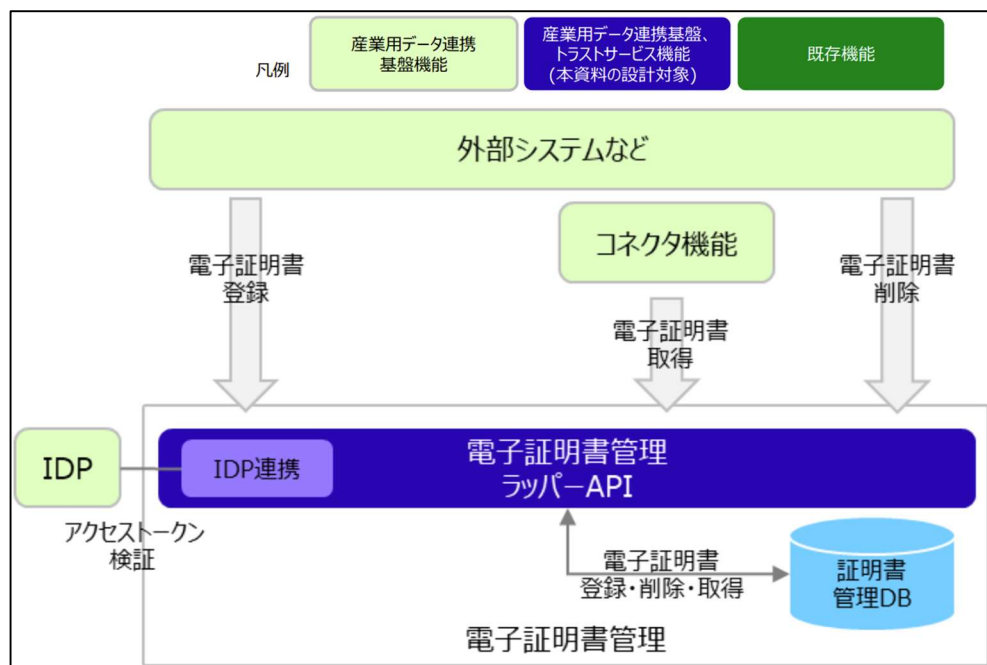 凡例
産業用データ連携
基盤機能
産業用データ連携基盤、
トラストサービス機能
(本資料の設計対象)
既存機能
外部システムなど
電子証明書
登録
コネクタ機能
電子証明書
取得
電子証明書
削除
IDP
アクセストークン
検証
IDP連携
電子証明書管理
ラッパーAPI
電子証明書
登録・削除・取得
証明書
管理DB
電子証明書管理